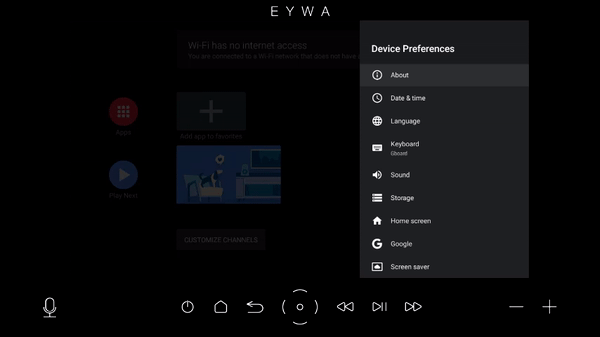 EYWA
Wi-Fi has no internet access
You are connected to a Wi-Fi network that does not have
Apps
Add app to favorites
Play Next
CUSTOMIZE CHANNELS
Device Preferences
About
Date & time
Language
Keyboard
Gboard
Sound
Storage
Home screen
Google
Screen saver